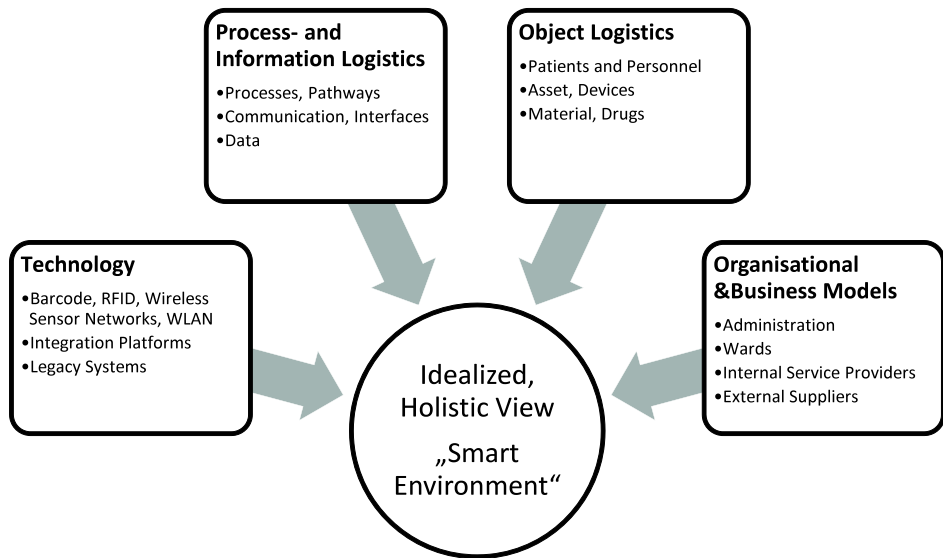 Process- and
Information Logistics
•Processes, Pathways
•Communication, Interfaces
•Data
Object Logistics
•Patients and Personnel
•Asset, Devices
•Material, Drugs
Technology
•Barcode, RFID, Wireless
Sensor Networks, WLAN
•Integration Platforms
•Legacy Systems
Organisational
&Business Models
•Administration
•Wards
•Internal Service Providers
•External Suppliers
Idealized,
Holistic View
„Smart
Environment“